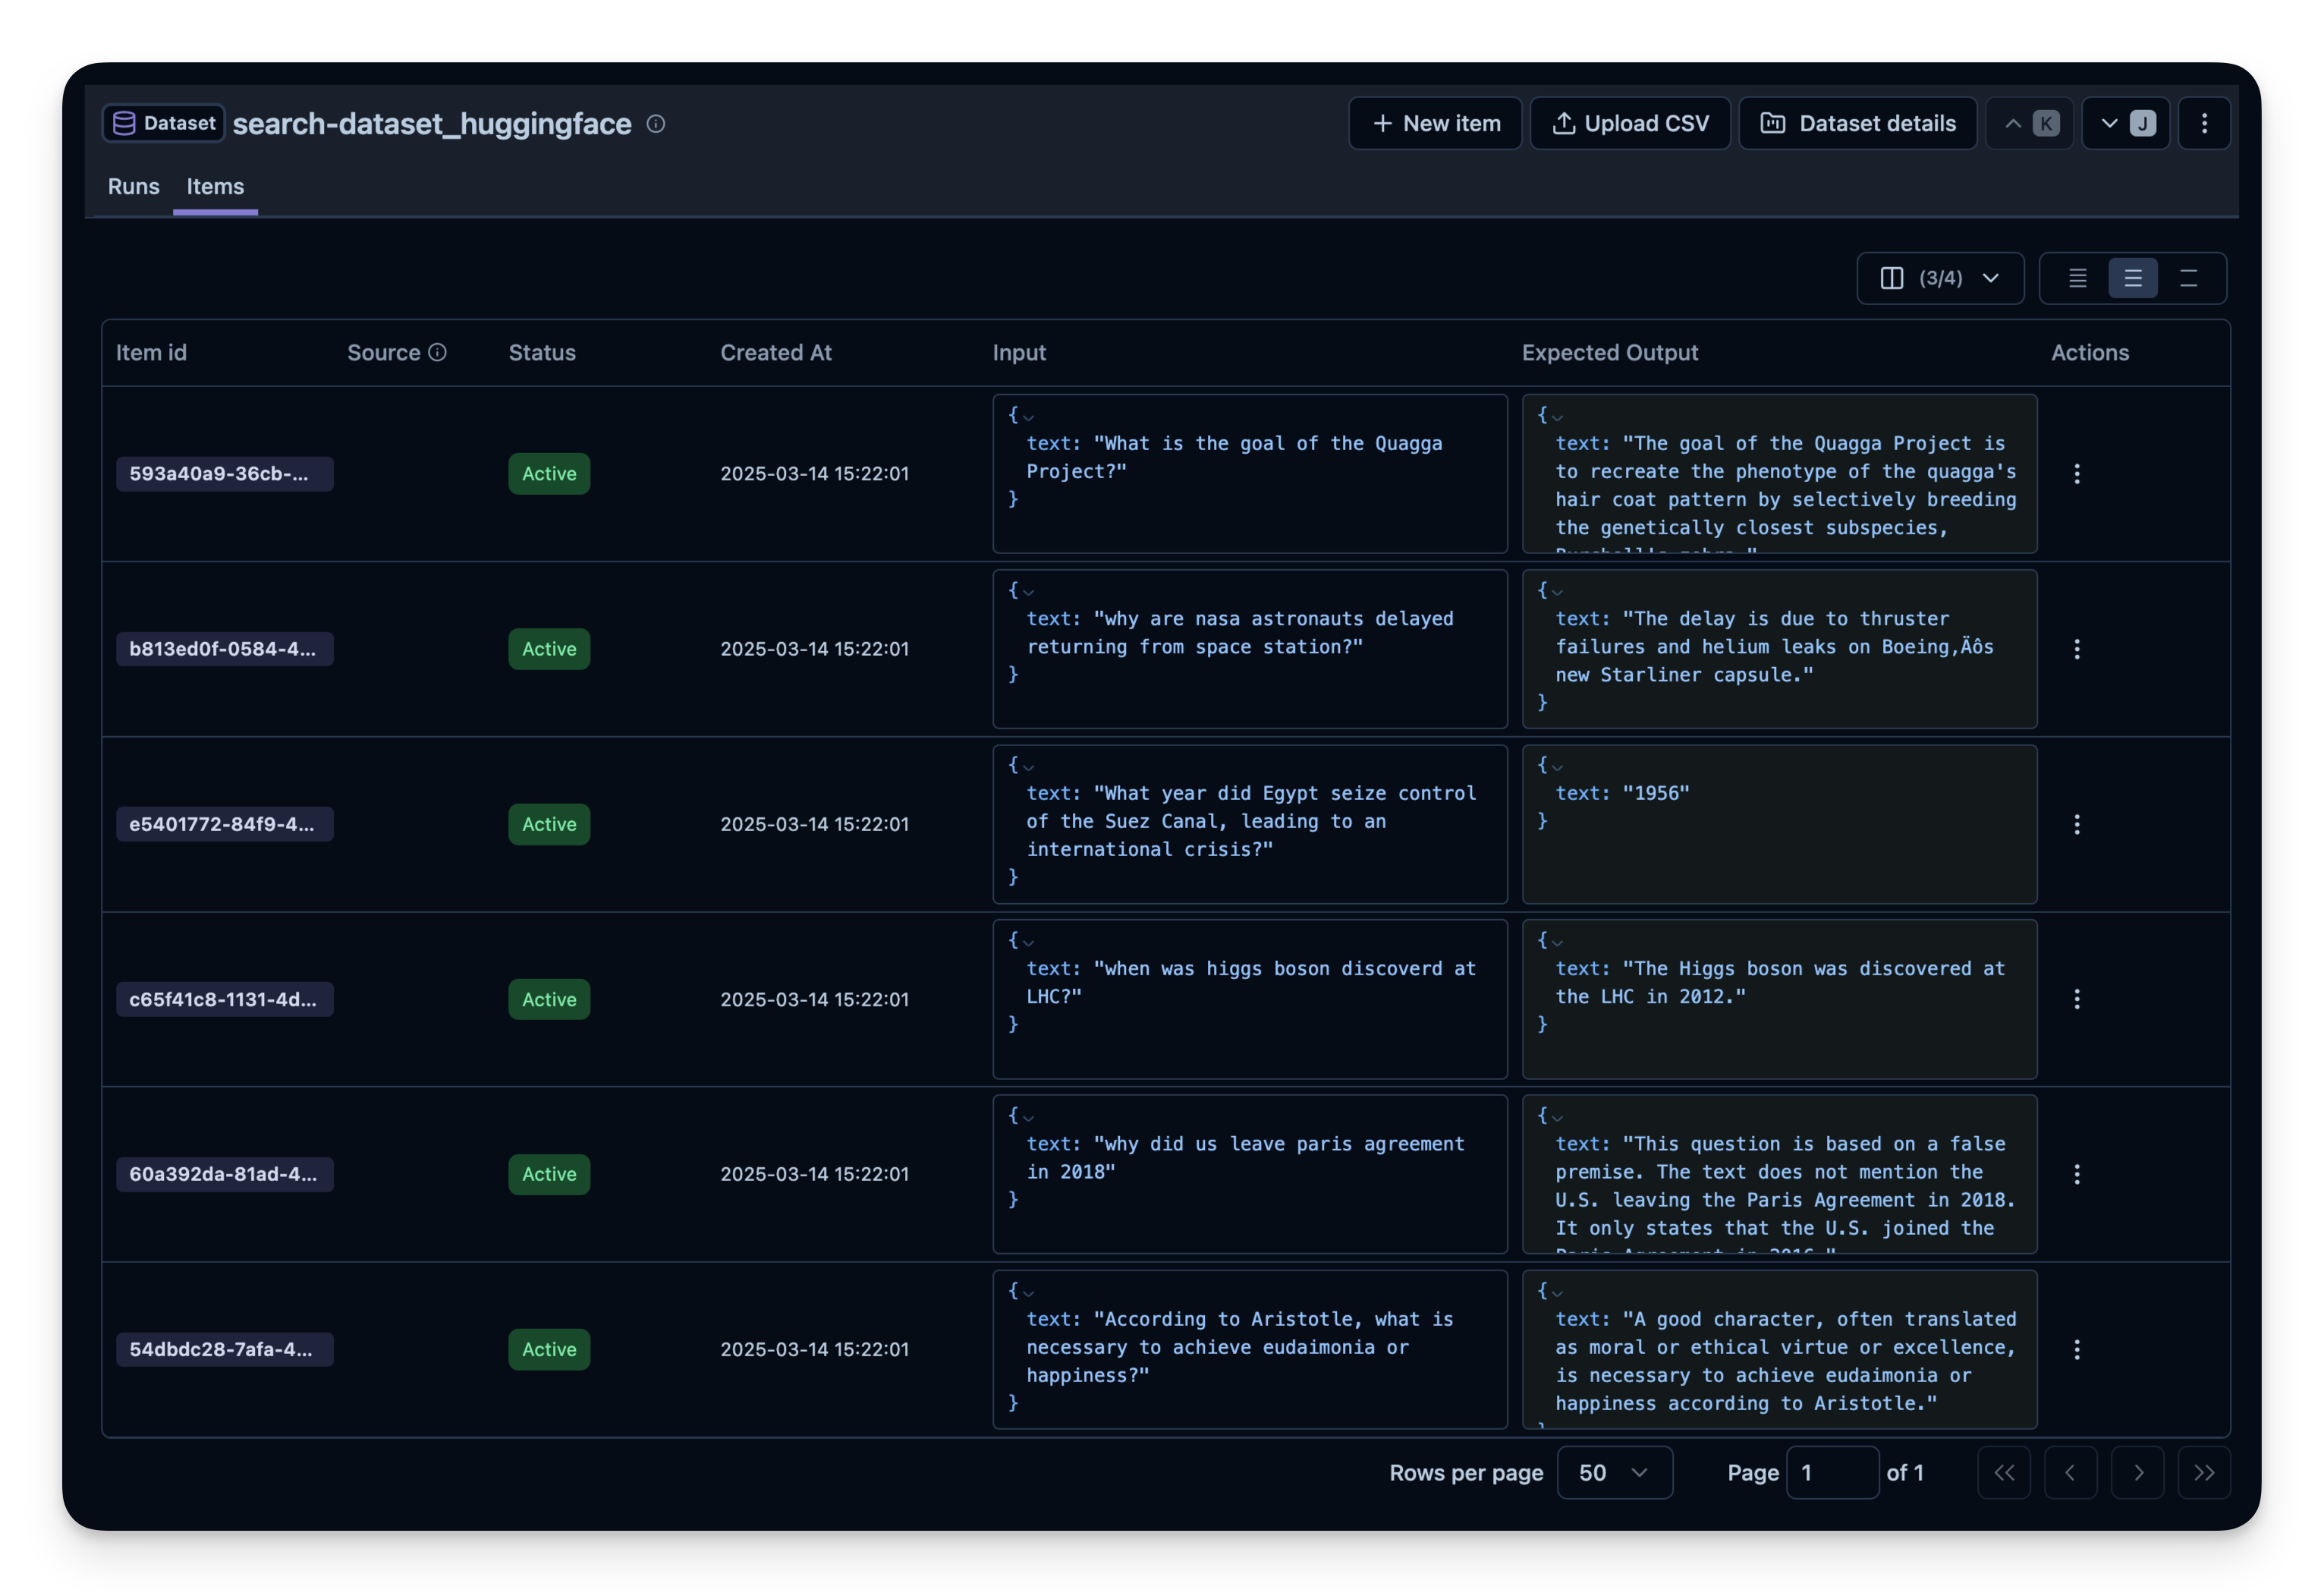 Dataset search-dataset_huggingface
+ New item
Upload CSV
Dataset details
K
J
Runs Items
(3/4)
Item id Source Status Created At Input Expected Output Actions
593a40a9-36cb-...
Active
2025-03-14 15:22:01
{
text: "What is the goal of the Quagga
Project?"
}
{
text: "The goal of the Quagga Project is
to recreate the phenotype of the quagga's
hair coat pattern by selectively breeding
the genetically closest subspecies,
Burchell's zebra."
b813ed0f-0584-4...
Active
2025-03-14 15:22:01
{
text: "why are nasa astronauts delayed
returning from space station?"
}
{
text: "The delay is due to thruster
failures and helium leaks on Boeing‚Äôs
new Starliner capsule."
}
e5401772-84f9-4...
Active
2025-03-14 15:22:01
{
text: "What year did Egypt seize control
of the Suez Canal, leading to an
international crisis?"
}
{
text: "1956"
}
c65f41c8-1131-4d...
Active
2025-03-14 15:22:01
{
text: "when was higgs boson discoverd at
LHC?"
}
{
text: "The Higgs boson was discovered at
the LHC in 2012."
}
60a392da-81ad-4...
Active
2025-03-14 15:22:01
{
text: "why did us leave paris agreement
in 2018"
}
{
text: "This question is based on a false
premise. The text does not mention the
U.S. leaving the Paris Agreement in 2018.
It only states that the U.S. joined the
Paris Agreement in 2016."
54dbdc28-7afa-4...
Active
2025-03-14 15:22:01
{
text: "According to Aristotle, what is
necessary to achieve eudaimonia or
happiness?"
}
{
text: "A good character, often translated
as moral or ethical virtue or excellence,
is necessary to achieve eudaimonia or
happiness according to Aristotle."
}
Rows per page 50 Page 1 of 1